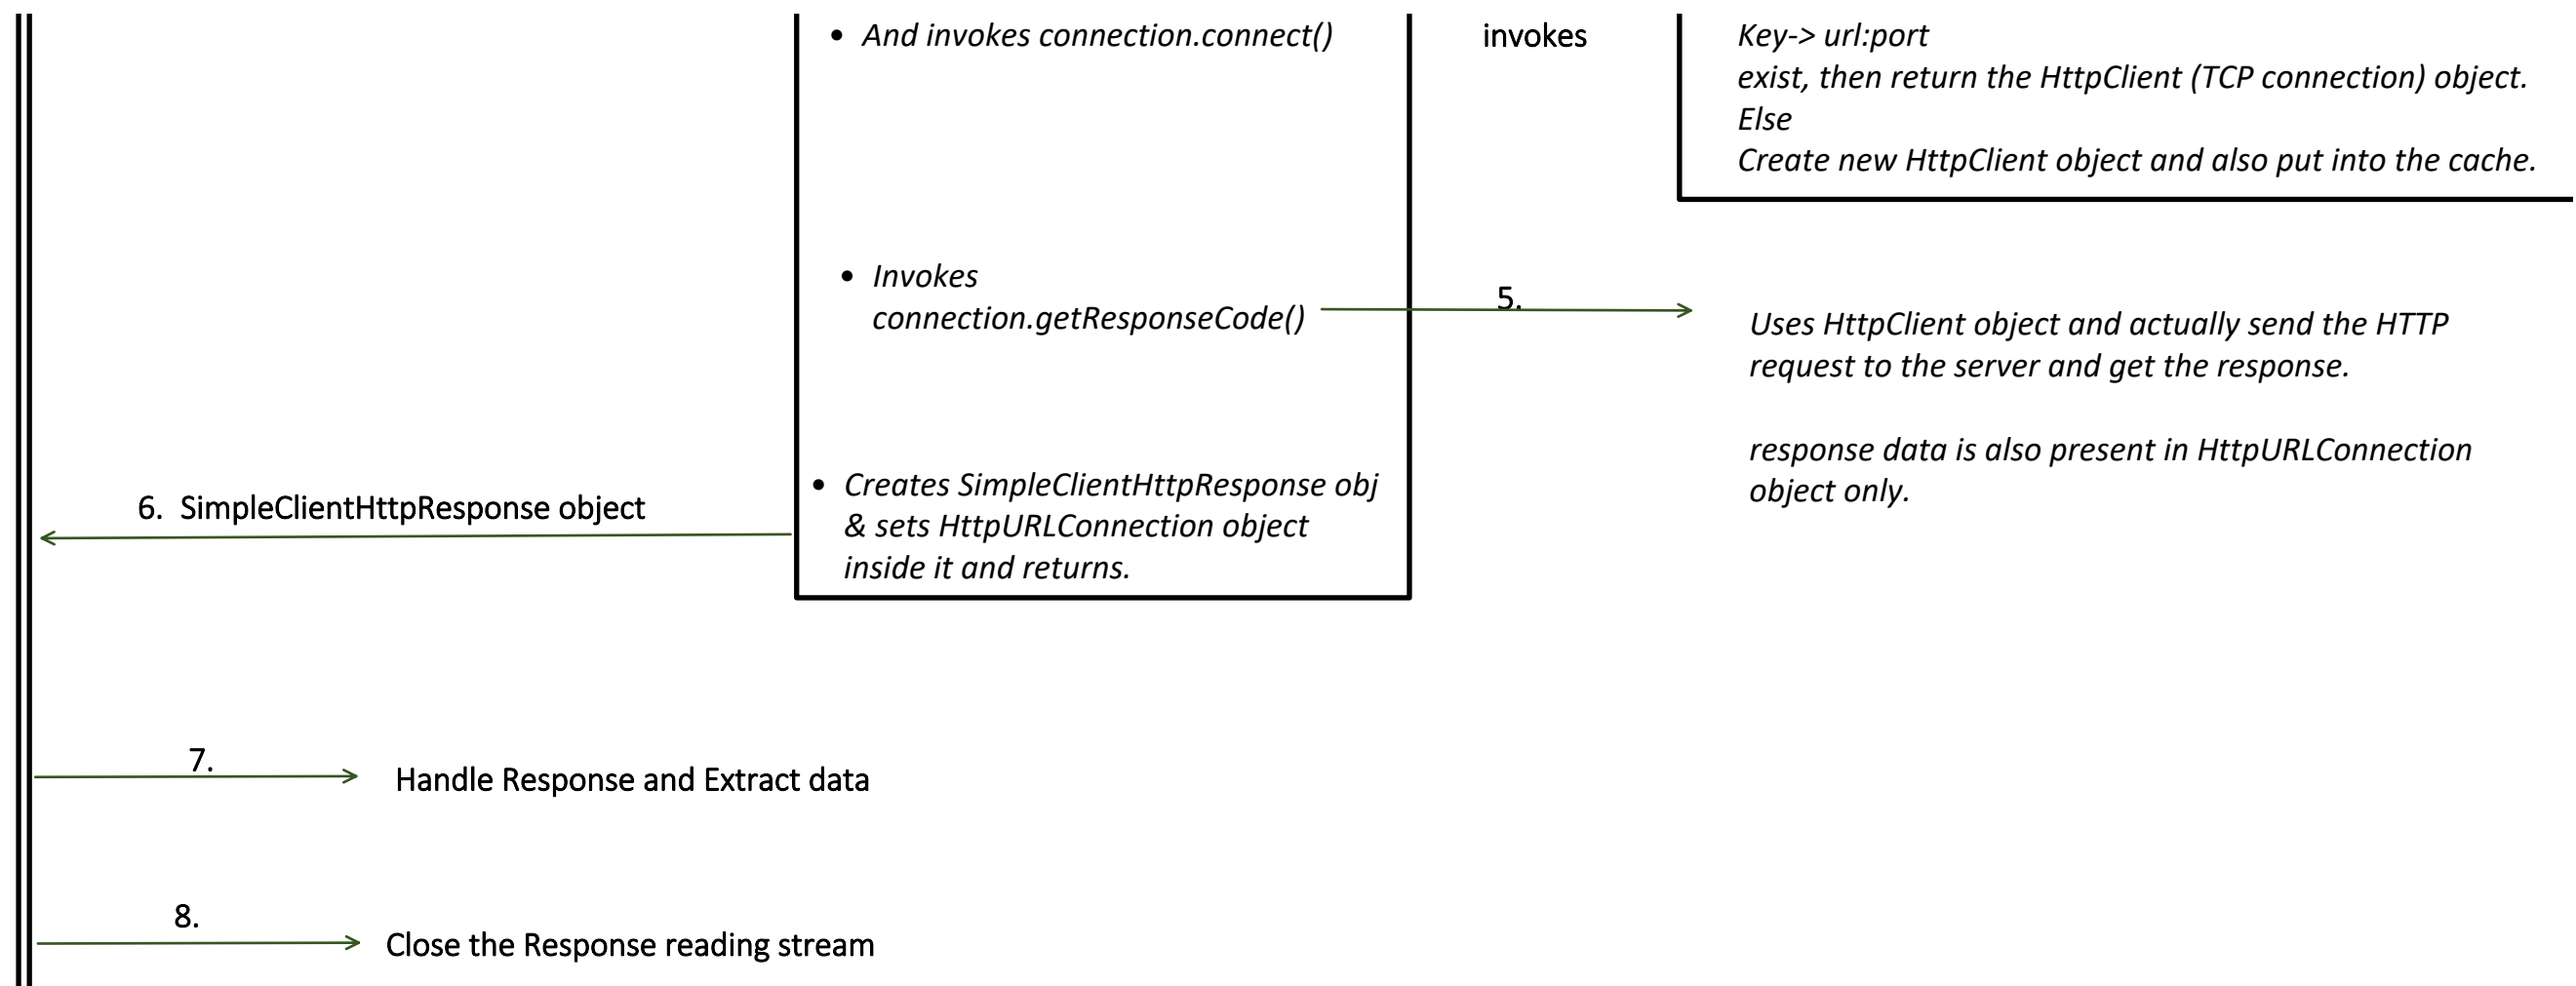 • And invokes connection.connect()
invokes
Key-> url:port
exist, then return the HttpClient (TCP connection) object.
Else
Create new HttpClient object and also put into the cache.
• Invokes
connection.getResponseCode()
5.
Uses HttpClient object and actually send the HTTP
request to the server and get the response.
response data is also present in HttpURLConnection
object only.
• Creates SimpleClientHttpResponse obj
& sets HttpURLConnection object
inside it and returns.
6. SimpleClientHttpResponse object
7.
Handle Response and Extract data
8.
Close the Response reading stream